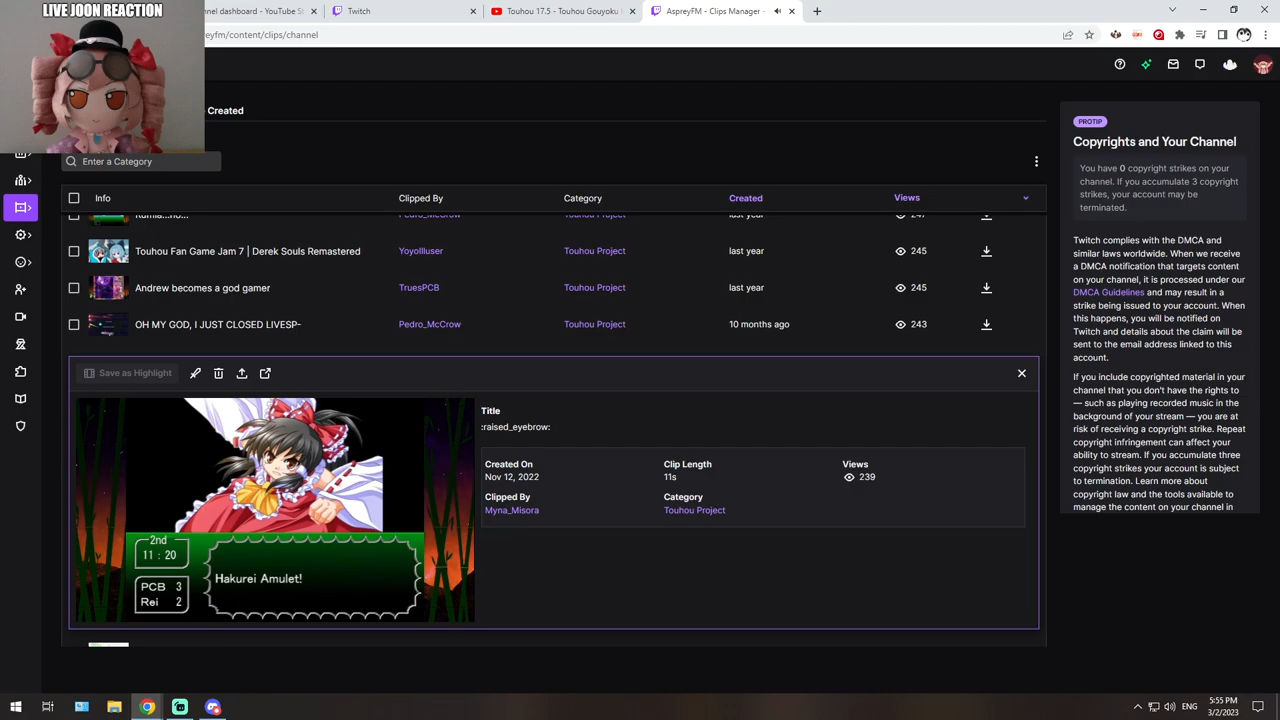 LIVE JOON REACTION
nnel dashboard - YouTube St
Twitch
Touhou 17.5 - Touhou Gouyoku I
AspreyFM - Clips Manager -
spreyfm/content/clips/channel
Created
Enter a Category
PROTIP
Copyrights and Your Channel
You have 0 copyright strikes on your
channel. If you accumulate 3 copyright
strikes, your account may be
terminated.
Info Clipped By Category Created Views
Rumia...no... Pedro_McCrow Touhou Project last year 247
Touhou Fan Game Jam 7 | Derek Souls Remastered YoyoIlluser Touhou Project last year 245
Andrew becomes a god gamer TruesPCB Touhou Project last year 245
OH MY GOD, I JUST CLOSED LIVESP- Pedro_McCrow Touhou Project 10 months ago 243
Twitch complies with the DMCA and
similar laws worldwide. When we receive
a DMCA notification that targets content
on your channel, it is processed under our
DMCA Guidelines and may result in a
strike being issued to your account. When
this happens, you will be notified on
Twitch and details about the claim will be
sent to the email address linked to this
account.
If you include copyrighted material in your
channel that you don't have the rights to
— such as playing recorded music in the
background of your stream — you are at
risk of receiving a copyright strike. Repeat
copyright infringement can affect your
ability to stream. If you accumulate three
copyright strikes your account is subject
to termination. Learn more about
copyright law and the tools available to
manage the content on your channel in
Save as Highlight
Title
:raised_eyebrow:
Created On Clip Length Views
Nov 12, 2022 11s 239
Clipped By Category
Myna_Misora Touhou Project
2nd
11 : 20
PCB 3
Rei 2
Hakurei Amulet!
ENG
5:55 PM
3/2/2023